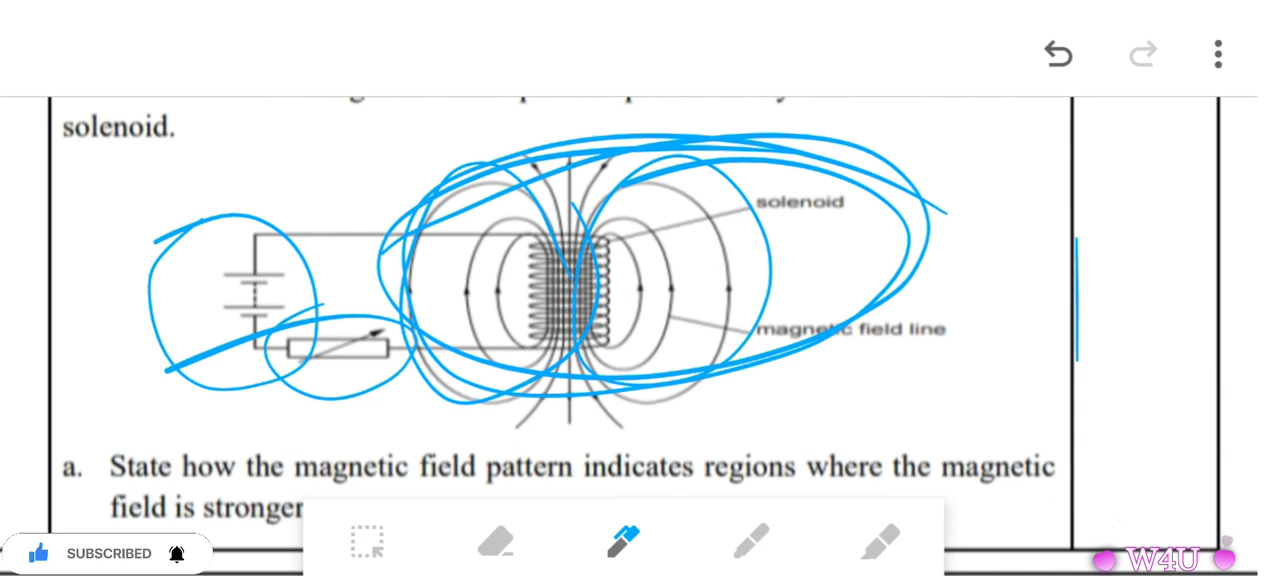 solenoid.
solenoid
magnetic field line
a. State how the magnetic field pattern indicates regions where the magnetic
field is stronger
SUBSCRIBED
W4U